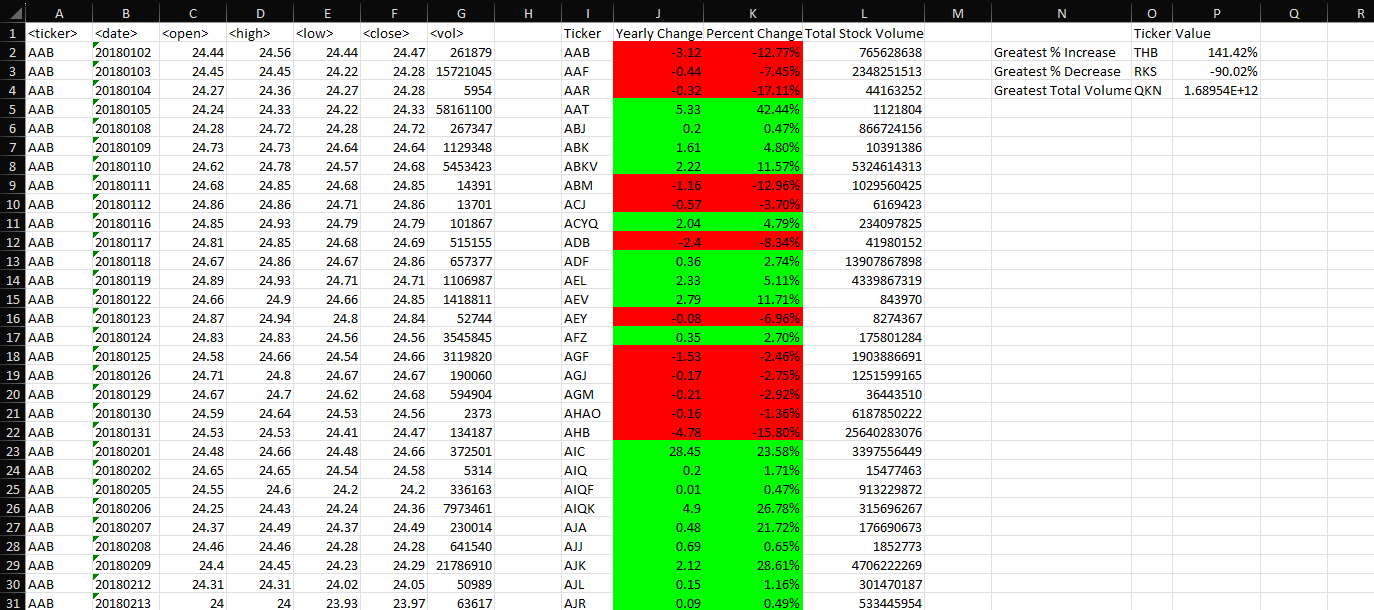 A B C D E F G H I J K L M N O P Q R
1 <ticker> <date> <open> <high> <low> <close> <vol> Ticker Yearly Change Percent Change Total Stock Volume Ticker Value
2 AAB 20180102 24.44 24.56 24.44 24.47 261879 AAB -3.12 -12.77% 765628638 Greatest % Increase THB 141.42%
3 AAB 20180103 24.45 24.45 24.22 24.28 15721045 AAF -0.44 -7.45% 2348251513 Greatest % Decrease RKS -90.02%
4 AAB 20180104 24.27 24.36 24.27 24.28 5954 AAR -0.32 -17.11% 44163252 Greatest Total Volume QKN 1.68954E+12
5 AAB 20180105 24.24 24.33 24.22 24.33 58161100 AAT 5.33 42.44% 1121804
6 AAB 20180108 24.28 24.72 24.28 24.72 267347 ABJ 0.2 0.47% 866724156
7 AAB 20180109 24.73 24.73 24.64 24.64 1129348 ABK 1.61 4.80% 10391386
8 AAB 20180110 24.62 24.78 24.57 24.68 5453423 ABKV 2.22 11.57% 5324614313
9 AAB 20180111 24.68 24.85 24.68 24.85 14391 ABM -1.16 -12.96% 1029560425
10 AAB 20180112 24.86 24.86 24.71 24.86 13701 ACJ -0.57 -3.70% 6169423
11 AAB 20180116 24.85 24.93 24.79 24.79 101867 ACYQ 2.04 4.79% 234097825
12 AAB 20180117 24.81 24.85 24.68 24.69 515155 ADB -2.4 -8.34% 41980152
13 AAB 20180118 24.67 24.86 24.67 24.86 657377 ADF 0.36 2.74% 13907867898
14 AAB 20180119 24.89 24.93 24.71 24.71 1106987 AEL 2.33 5.11% 4339867319
15 AAB 20180122 24.66 24.9 24.66 24.85 1418811 AEV 2.79 11.71% 843970
16 AAB 20180123 24.87 24.94 24.8 24.84 52744 AEY -0.08 -6.96% 8274367
17 AAB 20180124 24.83 24.83 24.56 24.56 3545845 AFZ 0.35 2.70% 175801284
18 AAB 20180125 24.58 24.66 24.54 24.66 3119820 AGF -1.53 -2.46% 1903886691
19 AAB 20180126 24.71 24.8 24.67 24.67 190060 AGJ -0.17 -2.75% 1251599165
20 AAB 20180129 24.67 24.7 24.62 24.68 594904 AGM -0.21 -2.92% 36443510
21 AAB 20180130 24.59 24.64 24.53 24.56 2373 AHAO -0.16 -1.36% 6187850222
22 AAB 20180131 24.53 24.53 24.41 24.47 134187 AHB -4.78 -15.80% 25640283076
23 AAB 20180201 24.48 24.66 24.48 24.66 372501 AIC 28.45 23.58% 3397556449
24 AAB 20180202 24.65 24.65 24.54 24.58 5314 AIQ 0.2 1.71% 15477463
25 AAB 20180205 24.55 24.6 24.2 24.2 336163 AIQF 0.01 0.47% 913229872
26 AAB 20180206 24.25 24.43 24.24 24.36 7973461 AIQK 4.9 26.78% 315696267
27 AAB 20180207 24.37 24.49 24.37 24.49 230014 AJA 0.48 21.72% 176690673
28 AAB 20180208 24.46 24.46 24.28 24.28 641540 AJJ 0.69 0.65% 1852773
29 AAB 20180209 24.4 24.45 24.23 24.29 21786910 AJK 2.12 28.61% 4706222269
30 AAB 20180212 24.31 24.31 24.02 24.05 50989 AJL 0.15 1.16% 301470187
31 AAB 20180213 24 24 23.93 23.97 63617 AJR 0.09 0.49% 533445954